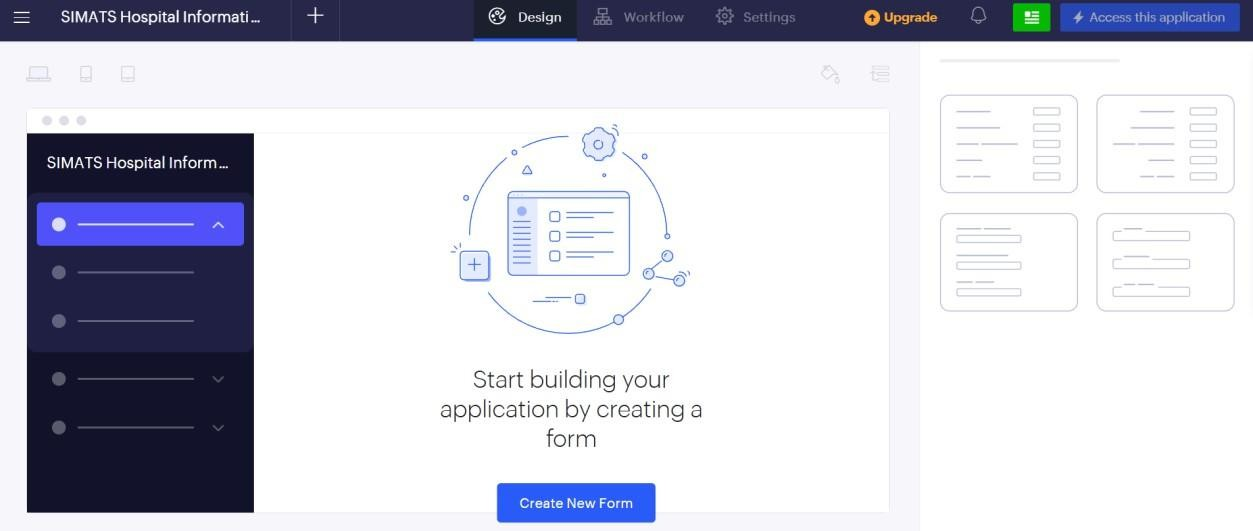 SIMATS Hospital Informati...
Design
Workflow
Settings
Upgrade
Access this application
SIMATS Hospital Inform...
Start building your
application by creating a
form
Create New Form